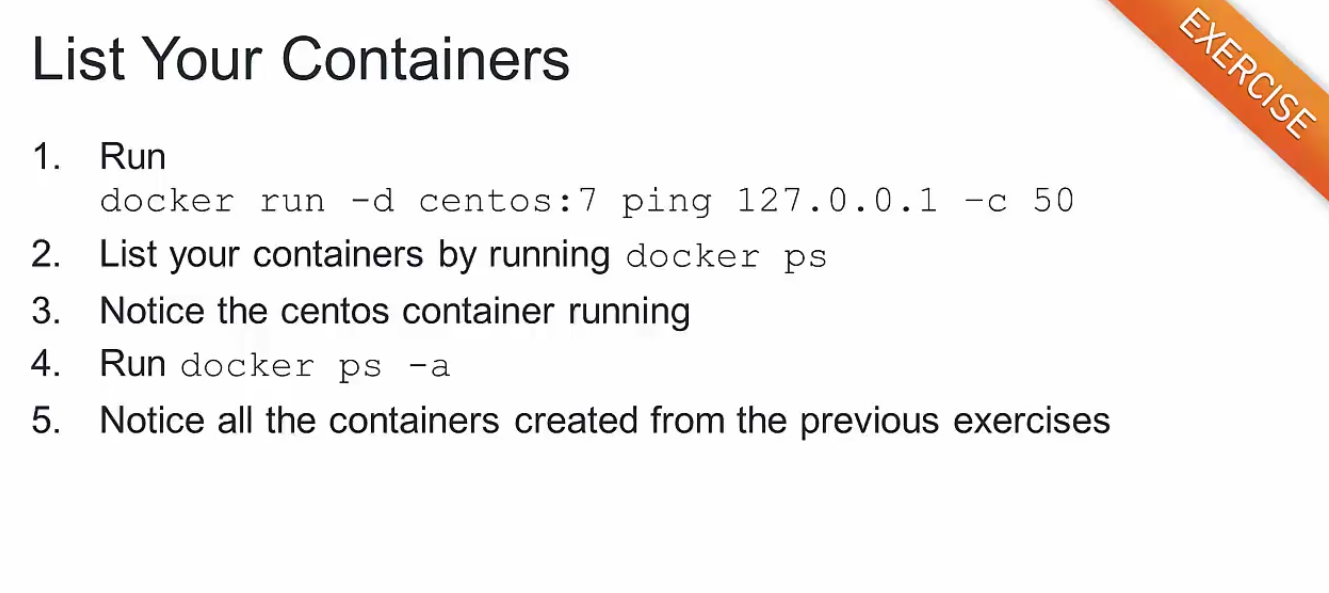 List Your Containers
EXERCISE
1. Run
docker run -d centos:7 ping 127.0.0.1 –c 50
2. List your containers by running docker ps
3. Notice the centos container running
4. Run docker ps -a
5. Notice all the containers created from the previous exercises